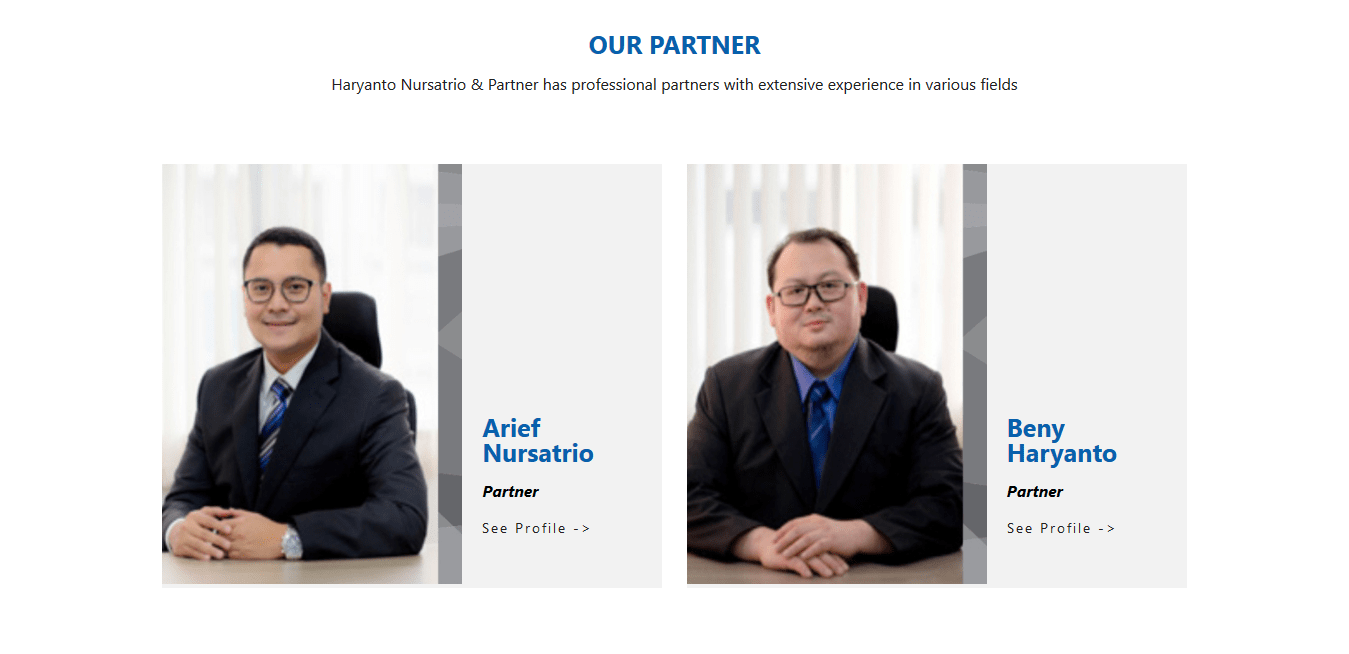 OUR PARTNER
Haryanto Nursatrio & Partner has professional partners with extensive experience in various fields
Arief
Nursatrio
Partner
See Profile ->
Beny
Haryanto
Partner
See Profile ->